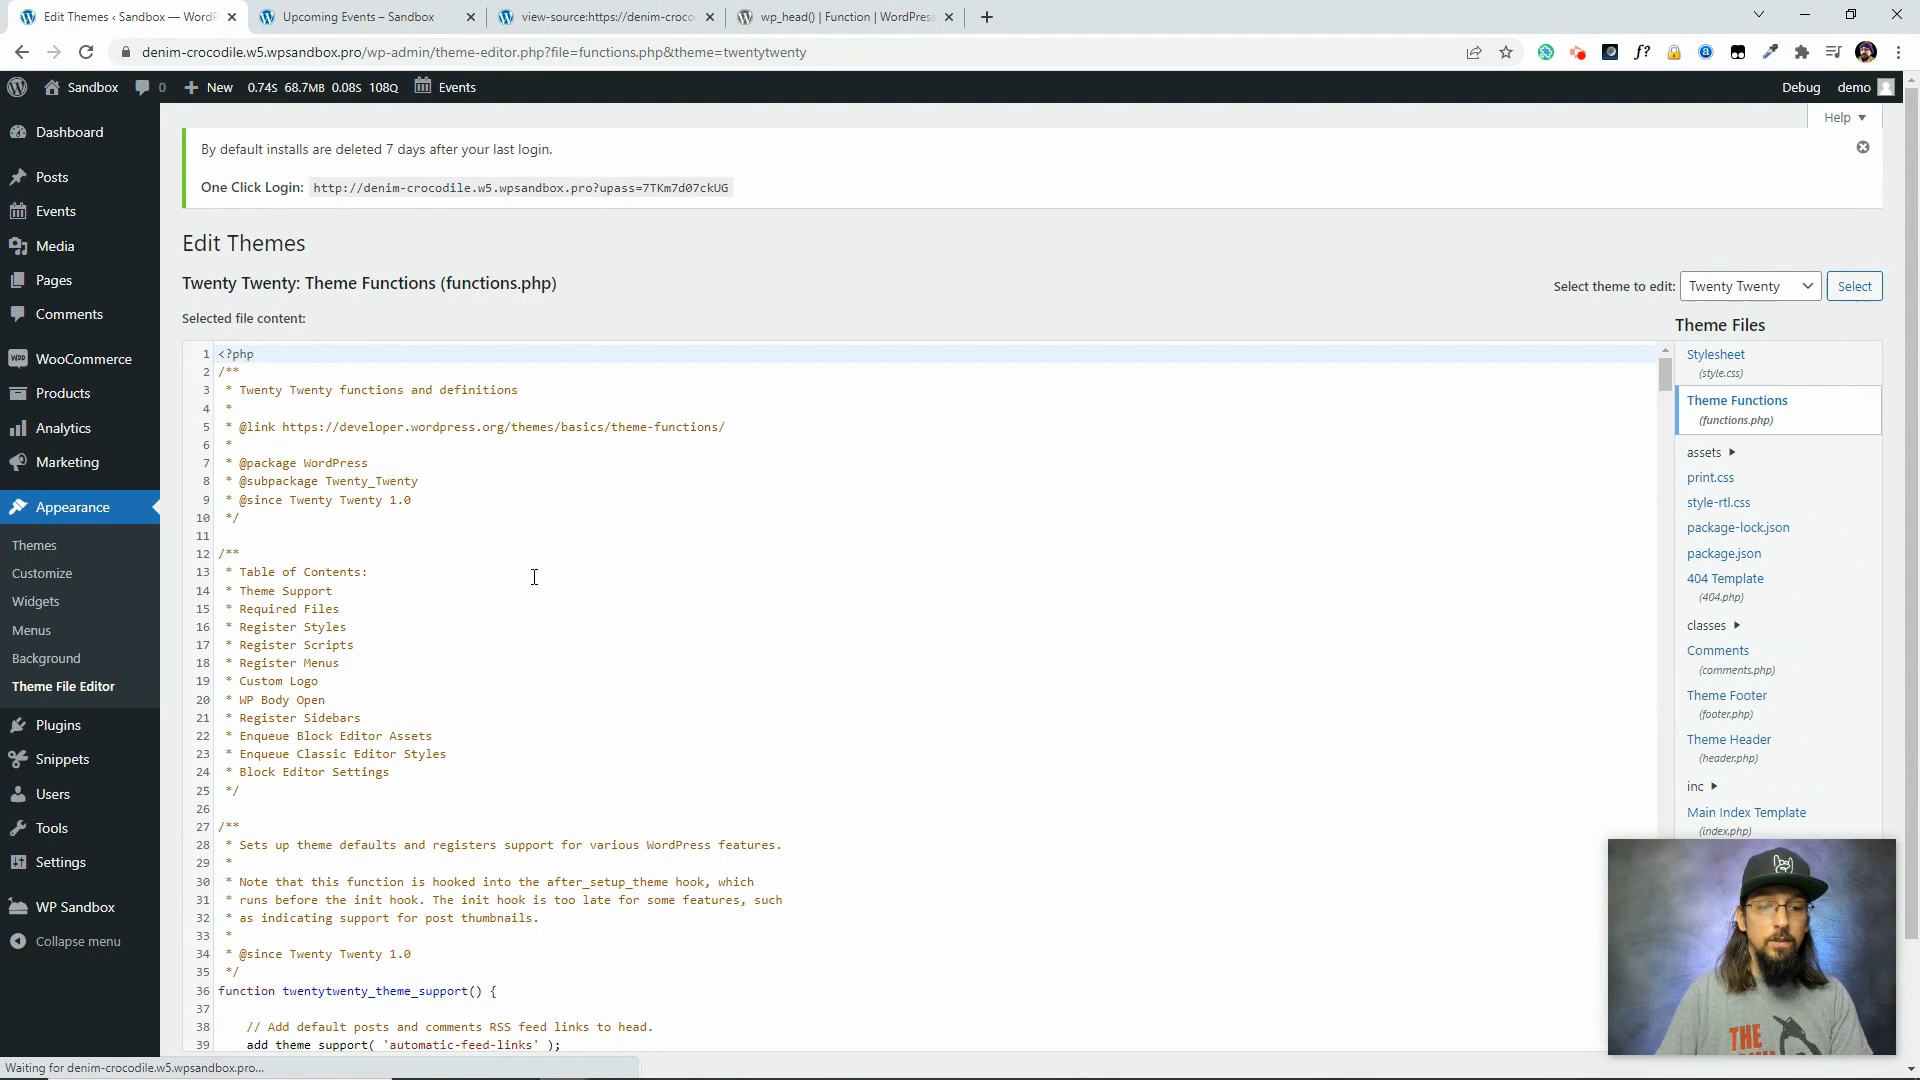 Edit Themes ‹ Sandbox — WordP
Upcoming Events – Sandbox
view-source:https://denim-croco
wp_head() | Function | WordPress
denim-crocodile.w5.wpsandbox.pro/wp-admin/theme-editor.php?file=functions.php&theme=twentytwenty
Sandbox
0
New
0.74S 68.7MB 0.08S 108Q
Events
Debug
demo
Help
Dashboard
Posts
Events
Media
Pages
Comments
WooCommerce
Products
Analytics
Marketing
Appearance
Themes
Customize
Widgets
Menus
Background
Theme File Editor
Plugins
Snippets
Users
Tools
Settings
WP Sandbox
Collapse menu
By default installs are deleted 7 days after your last login.
One Click Login: http://denim-crocodile.w5.wpsandbox.pro?upass=7TKm7d07ckUG
Edit Themes
Twenty Twenty: Theme Functions (functions.php)
Select theme to edit: Twenty Twenty Select
Selected file content:
1 <?php
2 /**
3 * Twenty Twenty functions and definitions
4 *
5 * @link https://developer.wordpress.org/themes/basics/theme-functions/
6 *
7 * @package WordPress
8 * @subpackage Twenty_Twenty
9 * @since Twenty Twenty 1.0
10 */
11
12 /**
13 * Table of Contents:
14 * Theme Support
15 * Required Files
16 * Register Styles
17 * Register Scripts
18 * Register Menus
19 * Custom Logo
20 * WP Body Open
21 * Register Sidebars
22 * Enqueue Block Editor Assets
23 * Enqueue Classic Editor Styles
24 * Block Editor Settings
25 */
26
27 /**
28 * Sets up theme defaults and registers support for various WordPress features.
29 *
30 * Note that this function is hooked into the after_setup_theme hook, which
31 * runs before the init hook. The init hook is too late for some features, such
32 * as indicating support for post thumbnails.
33 *
34 * @since Twenty Twenty 1.0
35 */
36 function twentytwenty_theme_support() {
37
38 // Add default posts and comments RSS feed links to head.
39 add_theme_support( 'automatic-feed-links' );
Theme Files
Stylesheet
(style.css)
Theme Functions
(functions.php)
assets
print.css
style-rtl.css
package-lock.json
package.json
404 Template
(404.php)
classes
Comments
(comments.php)
Theme Footer
(footer.php)
Theme Header
(header.php)
inc
Main Index Template
(index.php)
THE
Waiting for denim-crocodile.w5.wpsandbox.pro...